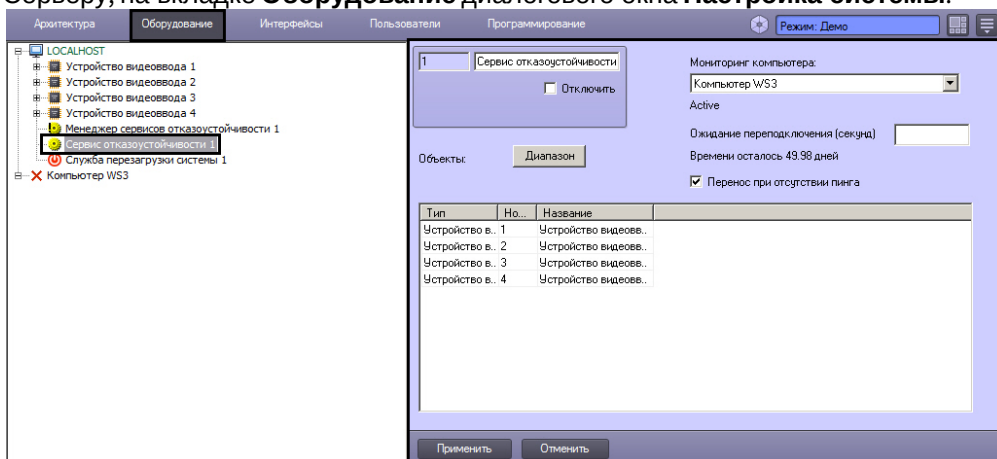 Серверу, на вкладке Оборудование диалогового окна Настройка системы.
Архитектура Оборудование Интерфейсы Пользователи Программирование Режим: Демо
LOCALHOST
Устройство видеоввода 1
Устройство видеоввода 2
Устройство видеоввода 3
Устройство видеоввода 4
Менеджер сервисов отказоустойчивости 1
Сервис отказоустойчивости 1
Служба перезагрузки системы 1
Компьютер WS3
1 Сервис отказоустойчивости
Отключить
Объекты: Диапазон
Мониторинг компьютера:
Компьютер WS3
Active
Ожидание переподключения (секунд)
Времени осталось 49.98 дней
Перенос при отсутствии пинга
Тип Но... Название
Устройство в.. 1 Устройство видеовв..
Устройство в.. 2 Устройство видеовв..
Устройство в.. 3 Устройство видеовв..
Устройство в.. 4 Устройство видеовв..
Применить Отменить